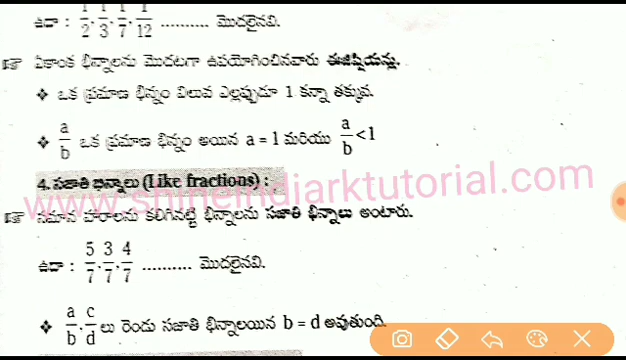 ఉదా : 1/2, 1/3, 1/7, 1/12 .......... మొదలైనవి.
☞ ఏకాంక భిన్నాలను మొదటగా ఉపయోగించినవారు ఈజిప్షియన్లు.
❖ ఒక ప్రమాణ భిన్నం విలువ ఎల్లప్పుడూ 1 కన్నా తక్కువ.
❖ a/b ఒక ప్రమాణ భిన్నం అయిన a = 1 మరియు a/b < 1
4. సజాతి భిన్నాలు (Like fractions) :
www.shineindiarktutorial.com
☞ సమాన హారాలను కలిగినట్టి భిన్నాలను సజాతి భిన్నాలు అంటారు.
ఉదా : 5/7, 3/7, 4/7 .......... మొదలైనవి.
❖ a/b, c/d లు రెండు సజాతి భిన్నాలయిన b = d అవుతుంది.